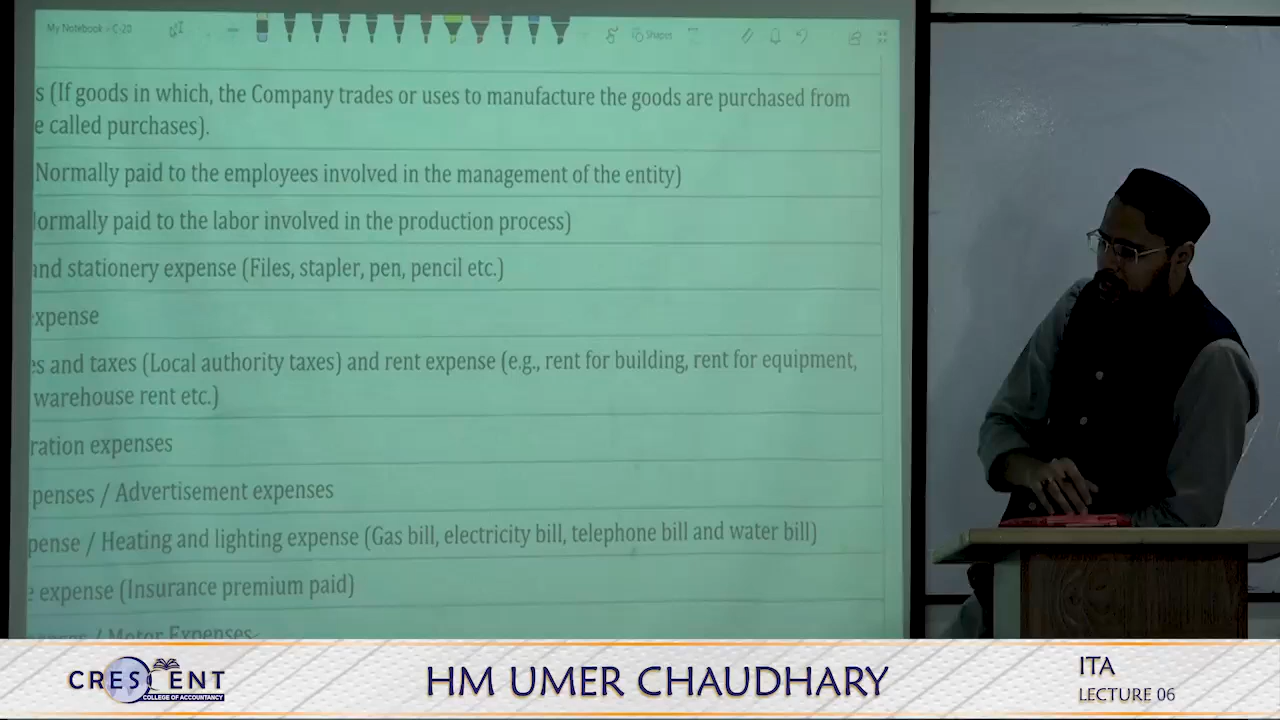 My Notebook - C-20
Shapes
s (If goods in which, the Company trades or uses to manufacture the goods are purchased from
e called purchases).
Normally paid to the employees involved in the management of the entity)
ormally paid to the labor involved in the production process)
and stationery expense (Files, stapler, pen, pencil etc.)
xpense
es and taxes (Local authority taxes) and rent expense (e.g., rent for building, rent for equipment,
warehouse rent etc.)
ration expenses
penses / Advertisement expenses
pense / Heating and lighting expense (Gas bill, electricity bill, telephone bill and water bill)
e expense (Insurance premium paid)
/ Motor Expenses
CRESCENT
COLLEGE OF ACCOUNTANCY
HM UMER CHAUDHARY
ITA
LECTURE 06